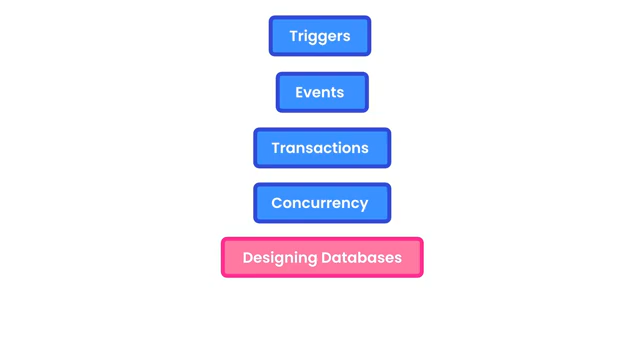 Triggers
Events
Transactions
Concurrency
Designing Databases